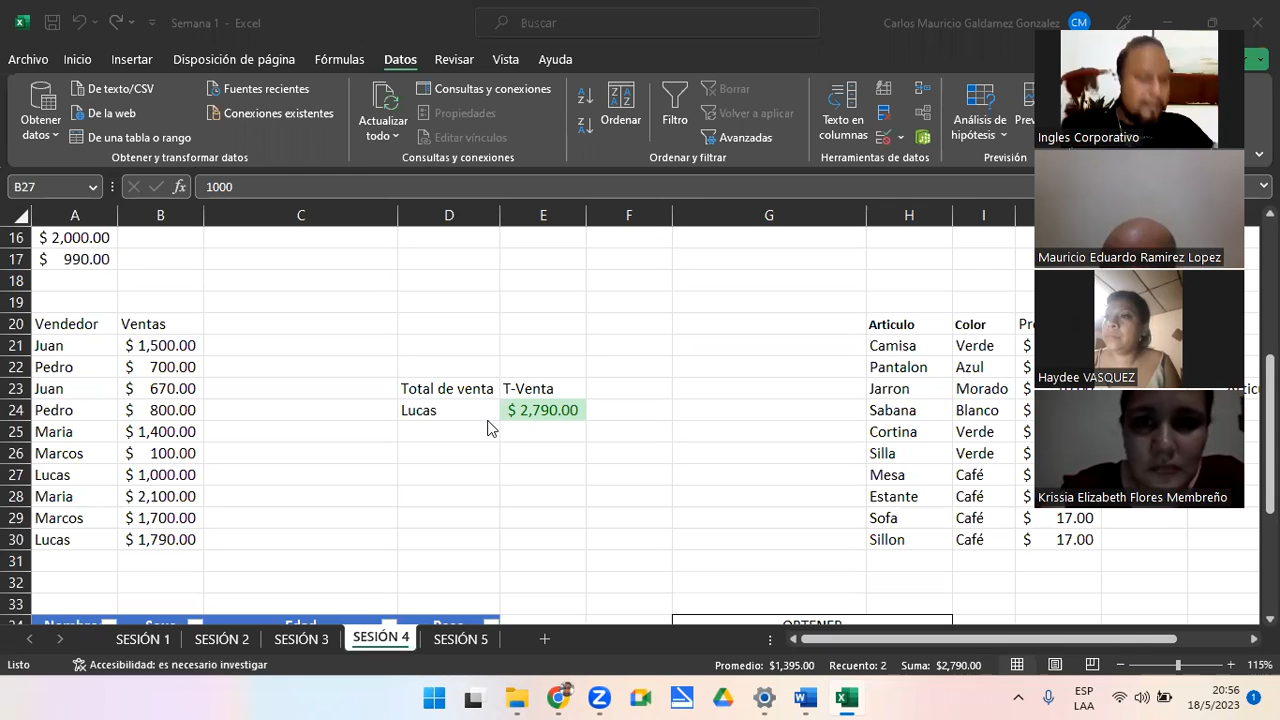 Semana 1 - Excel
Buscar
Carlos Mauricio Galdamez Gonzalez
CM
Archivo Inicio Insertar Disposición de página Fórmulas Datos Revisar Vista Ayuda
Obtener datos
De texto/CSV
De la web
De una tabla o rango
Fuentes recientes
Conexiones existentes
Obtener y transformar datos
Actualizar todo
Consultas y conexiones
Propiedades
Editar vínculos
Consultas y conexiones
Ordenar
Filtro
Borrar
Volver a aplicar
Avanzadas
Ordenar y filtrar
Texto en columnas
Herramientas de datos
Análisis de hipótesis
Previsión
B27
fx
1000
A B C D E F G H I
16 $ 2,000.00
17 $ 990.00
18
19
20 Vendedor Ventas Articulo Color
21 Juan $ 1,500.00 Camisa Verde $
22 Pedro $ 700.00 Pantalon Azul $
23 Juan $ 670.00 Total de venta T-Venta Jarron Morado $
24 Pedro $ 800.00 Lucas $ 2,790.00 Sabana Blanco $
25 Maria $ 1,400.00 Cortina Verde $
26 Marcos $ 100.00 Silla Verde $
27 Lucas $ 1,000.00 Mesa Café $
28 Maria $ 2,100.00 Estante Café $
29 Marcos $ 1,700.00 Sofa Café $ 17.00
30 Lucas $ 1,790.00 Sillon Café $ 17.00
31
32
33
Ingles Corporativo
Mauricio Eduardo Ramirez Lopez
Haydee VASQUEZ
Krissia Elizabeth Flores Membreño
SESIÓN 1 SESIÓN 2 SESIÓN 3 SESIÓN 4 SESIÓN 5
Listo
Accesibilidad: es necesario investigar
Promedio: $1,395.00 Recuento: 2 Suma: $2,790.00
115%
ESP
LAA
20:56
18/5/2023
1